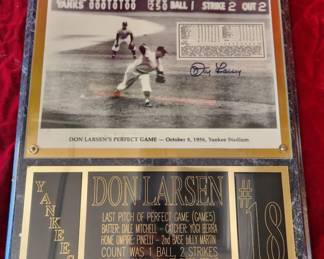 YANKS 00010100 BALL 1 STRIKE 2 OUT 2
Don Larsen
DON LARSEN'S PERFECT GAME — October 8, 1956, Yankee Stadium
YANKEES
DON LARSEN
LAST PITCH OF PERFECT GAME (GAME5)
BATTER: DALE MITCHELL - CATCHER: YOGI BERRA
HOME UMPIRE: PINELLI - 2nd BASE: BILLY MARTIN
COUNT WAS 1 BALL, 2 STRIKES
#18